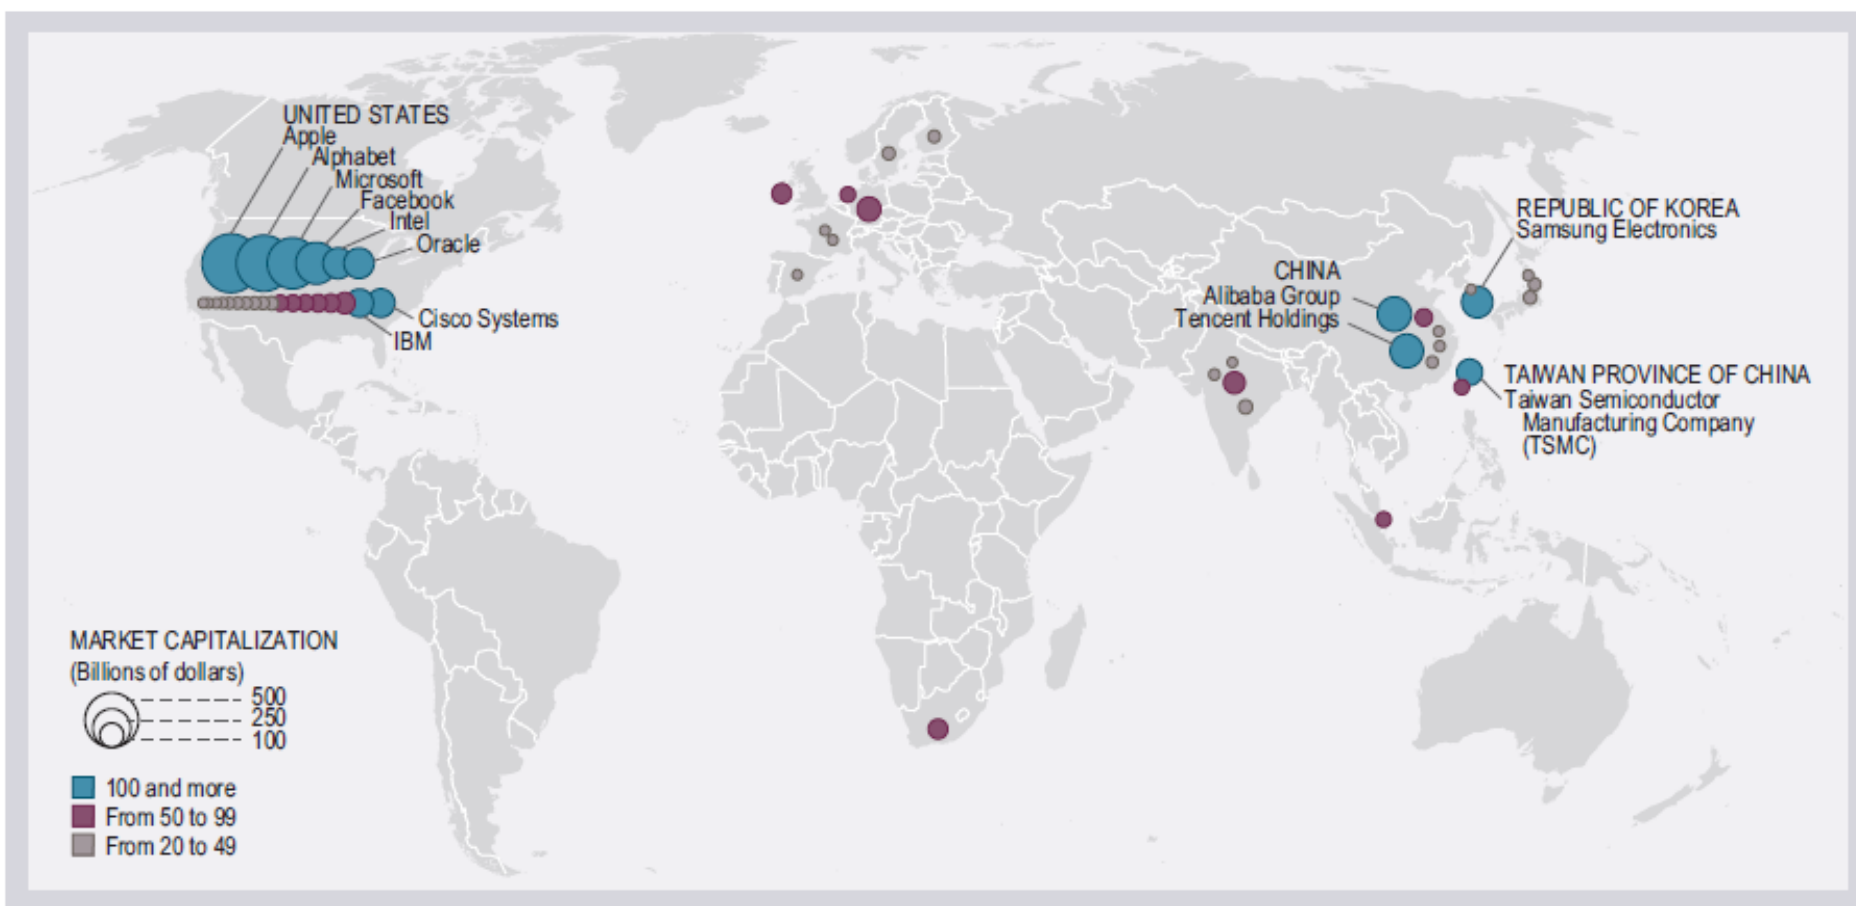 UNITED STATES
Apple
Alphabet
Microsoft
Facebook
Intel
Oracle
Cisco Systems
IBM
REPUBLIC OF KOREA
Samsung Electronics
CHINA
Alibaba Group
Tencent Holdings
TAIWAN PROVINCE OF CHINA
Taiwan Semiconductor
Manufacturing Company
(TSMC)
MARKET CAPITALIZATION
(Billions of dollars)
500
250
100
100 and more
From 50 to 99
From 20 to 49